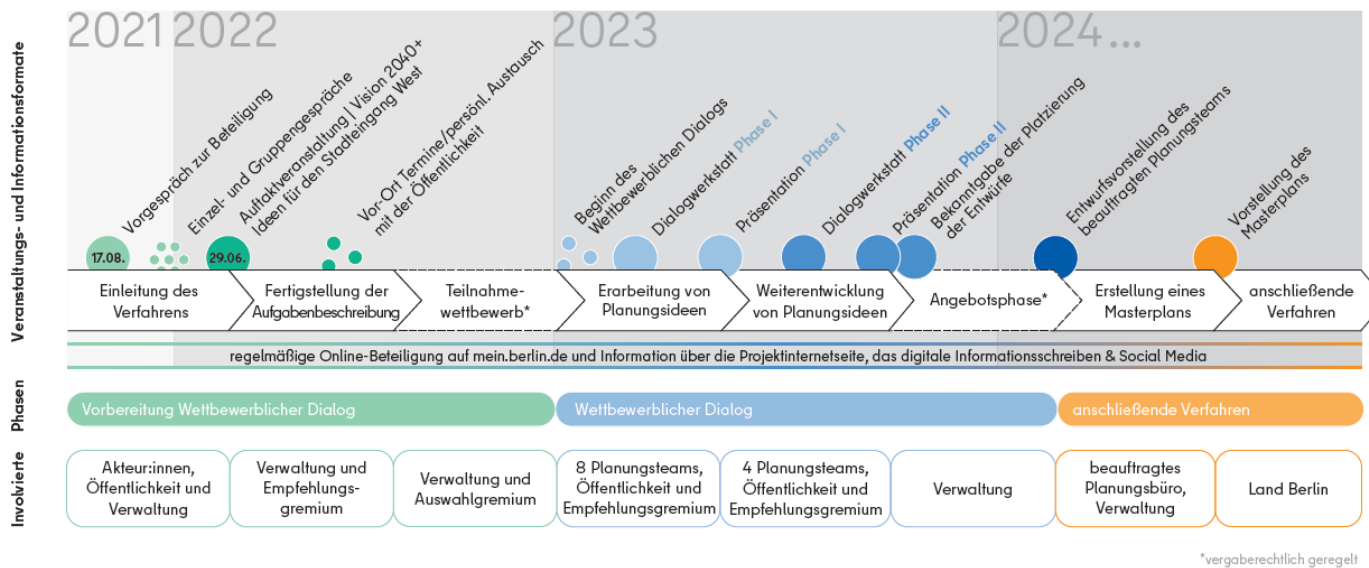 2021
2022
2023
2024...
Veranstaltungs- und Informationsformate
Vorgespräch zur Beteiligung
Einzel- und Gruppengespräche
Auftaktveranstaltung | Vision 2040+
Ideen für den Stadteingang West
Vor-Ort Termine/persönl. Austausch
mit der Öffentlichkeit
Beginn des
Wettbewerblichen Dialogs
Dialogwerkstatt Phase I
Präsentation Phase I
Dialogwerkstatt Phase II
Präsentation Phase II
Bekanntgabe der Platzierung
der Entwürfe
Entwurfsvorstellung des
beauftragten Planungsteams
Vorstellung des
Masterplans
17.08.
29.06.
Einleitung des
Verfahrens
Fertigstellung der
Aufgabenbeschreibung
Teilnahme-
wettbewerb*
Erarbeitung von
Planungsideen
Weiterentwicklung
von Planungsideen
Angebotsphase*
Erstellung eines
Masterplans
anschließende
Verfahren
regelmäßige Online-Beteiligung auf mein.berlin.de und Information über die Projektinternetseite, das digitale Informationsschreiben & Social Media
Phasen
Vorbereitung Wettbewerblicher Dialog
Wettbewerblicher Dialog
anschließende Verfahren
Involvierte
Akteur:innen,
Öffentlichkeit und
Verwaltung
Verwaltung und
Empfehlungs-
gremium
Verwaltung und
Auswahlgremium
8 Planungsteams,
Öffentlichkeit und
Empfehlungsgremium
4 Planungsteams,
Öffentlichkeit und
Empfehlungsgremium
Verwaltung
beauftragtes
Planungsbüro,
Verwaltung
Land Berlin
*vergaberechtlich geregelt